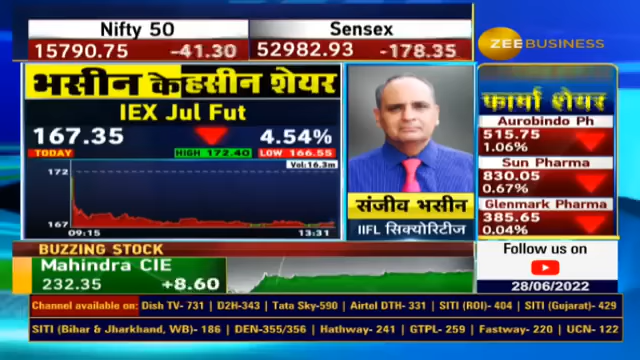 Nifty 50
15790.75 -41.30
Sensex
52982.93 -178.35
ZEE BUSINESS
भसीन के हसीन शेयर
IEX Jul Fut
167.35 4.54%
TODAY HIGH 172.40 LOW 166.55
Vol: 16.3m
172
167
09:15 13:31
संजीव भसीन
IIFL सिक्योरिटीज
फार्मा शेयर
Aurobindo Ph
515.75
1.06%
Sun Pharma
830.05
0.67%
Glenmark Pharma
385.65
0.04%
BUZZING STOCK
Mahindra CIE
232.35 +8.60
Follow us on
28/06/2022
Channel available on: Dish TV- 731 | D2H-343 | Tata Sky-590 | Airtel DTH- 331 | SITI (ROI)- 404 | SITI (Gujarat)- 429
SITI (Bihar & Jharkhand, WB)- 186 | DEN-355/356 | Hathway- 241 | GTPL- 259 | Fastway- 220 | UCN- 122